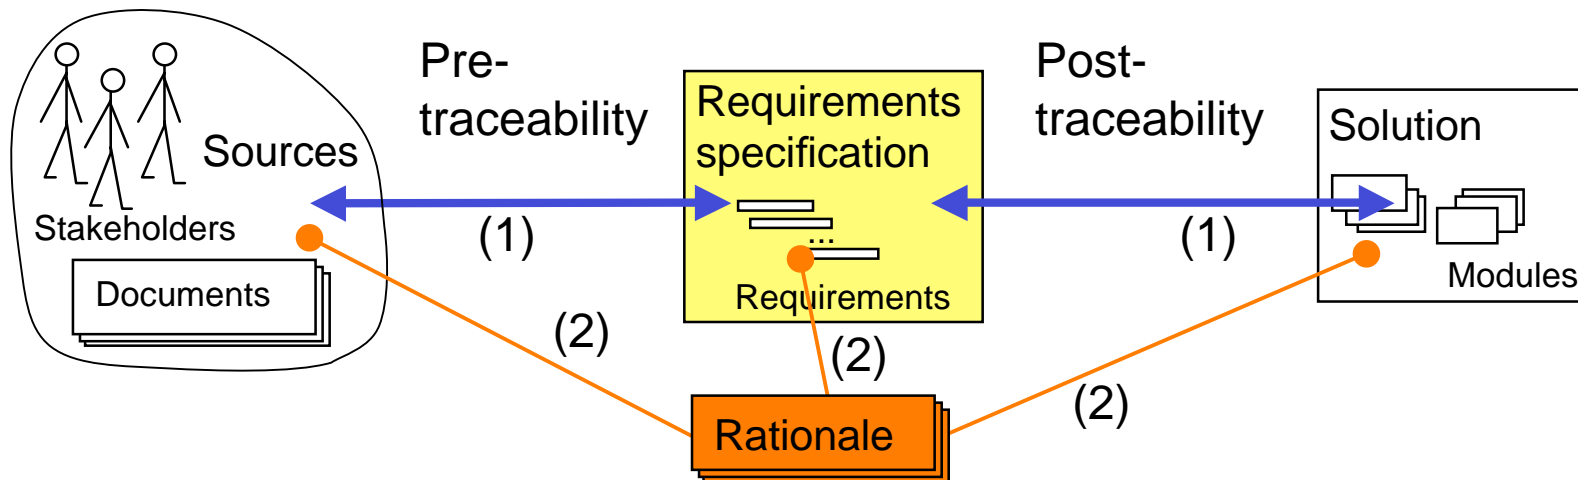 Pre-
traceability
Post-
traceability
Sources
Stakeholders
Documents
Requirements
specification
...
Requirements
Solution
Modules
(1)
(1)
(2)
(2)
(2)
Rationale